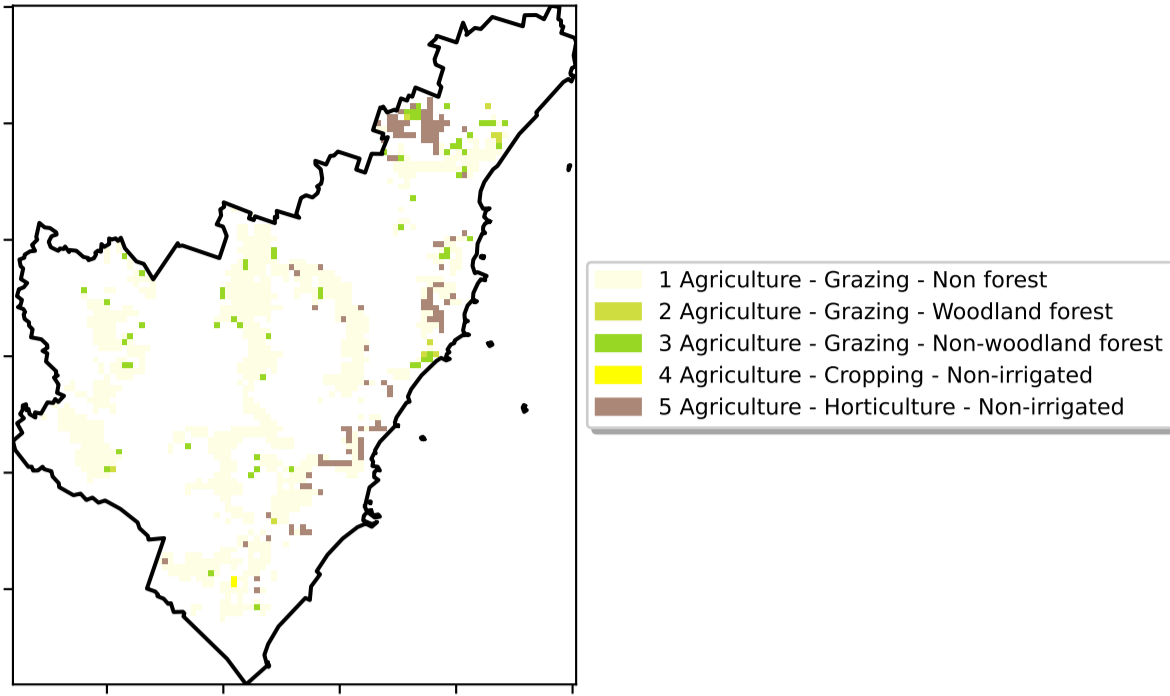 1 Agriculture - Grazing - Non forest
2 Agriculture - Grazing - Woodland forest
3 Agriculture - Grazing - Non-woodland forest
4 Agriculture - Cropping - Non-irrigated
5 Agriculture - Horticulture - Non-irrigated